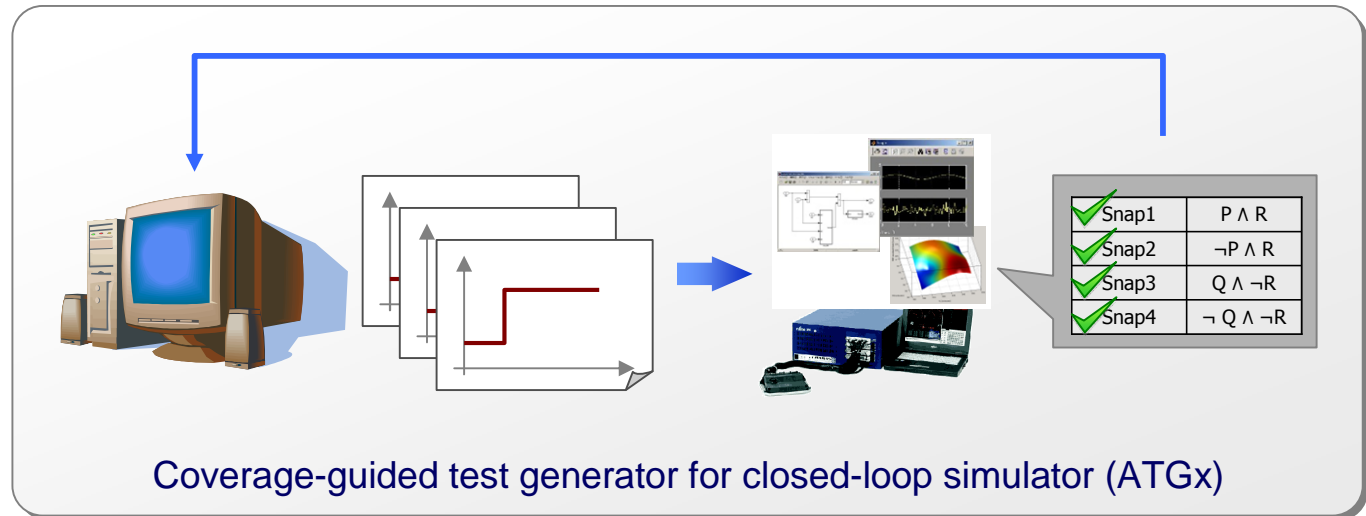 Snap1 P ∧ R
Snap2 ¬P ∧ R
Snap3 Q ∧ ¬R
Snap4 ¬ Q ∧ ¬R
Coverage-guided test generator for closed-loop simulator (ATGx)